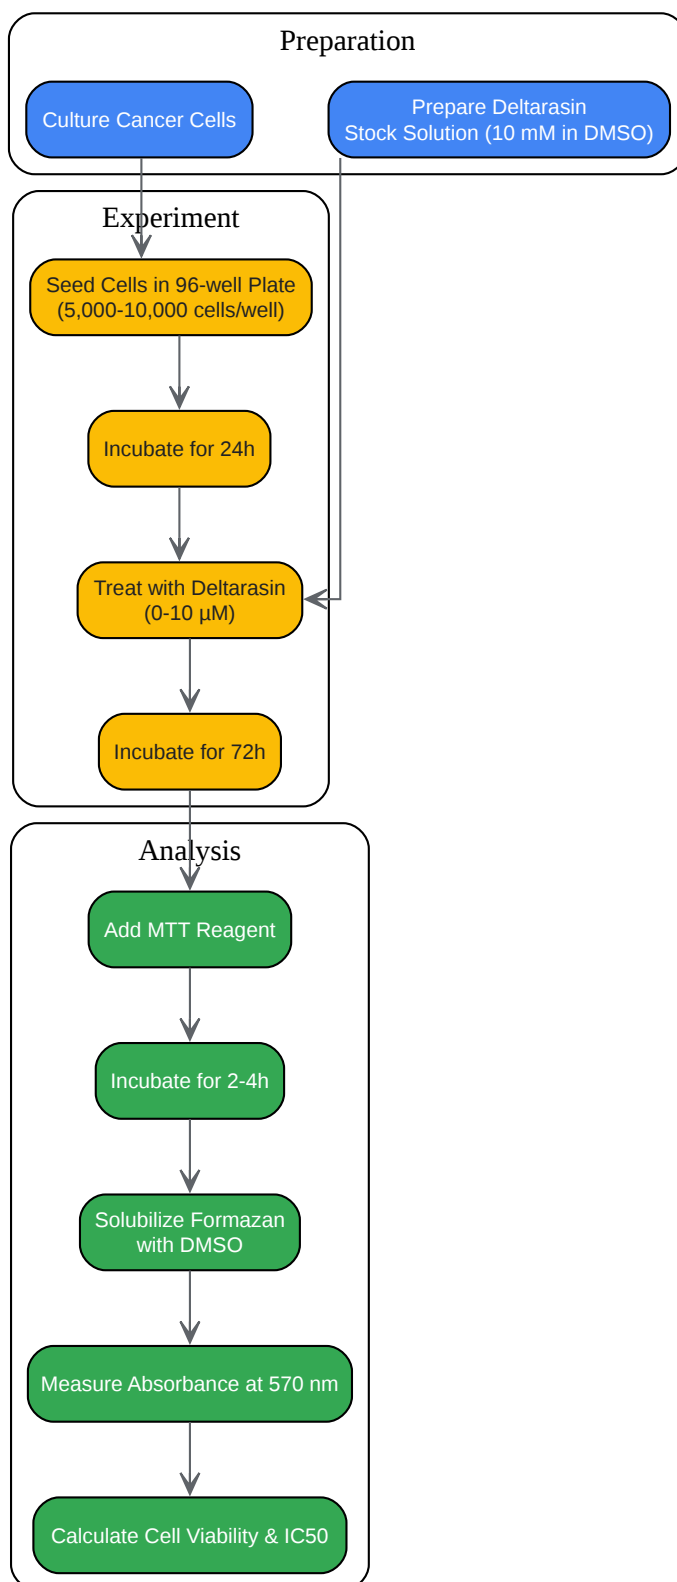 Preparation
Culture Cancer Cells
Prepare Deltarasin
Stock Solution (10 mM in DMSO)
Experiment
Seed Cells in 96-well Plate
(5,000-10,000 cells/well)
Incubate for 24h
Treat with Deltarasin
(0-10 µM)
Incubate for 72h
Analysis
Add MTT Reagent
Incubate for 2-4h
Solubilize Formazan
with DMSO
Measure Absorbance at 570 nm
Calculate Cell Viability & IC50